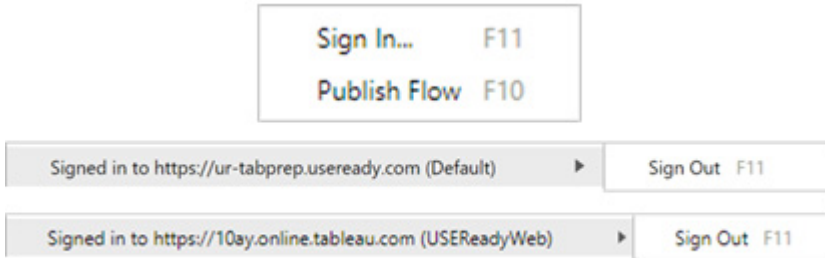 Sign In... F11
Publish Flow F10
Signed in to https://ur-tabprep.useready.com (Default) Sign Out F11
Signed in to https://10ay.online.tableau.com (USEReadyWeb) Sign Out F11